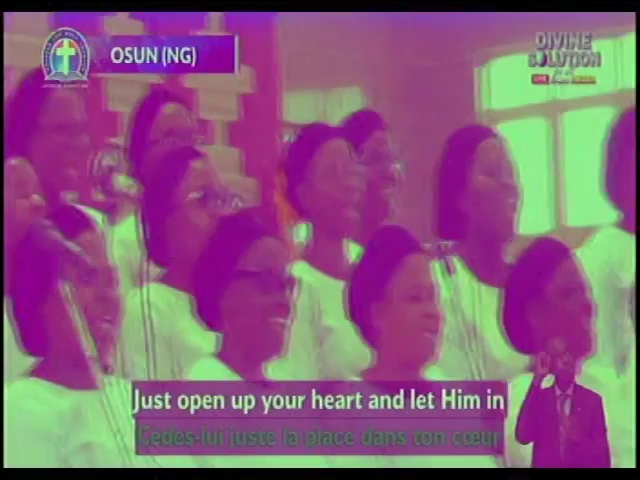 OSUN (NG)
DIVINE
SOLUTION
LIVE
Just open up your heart and let Him in
Cèdes-lui juste la place dans ton cœur